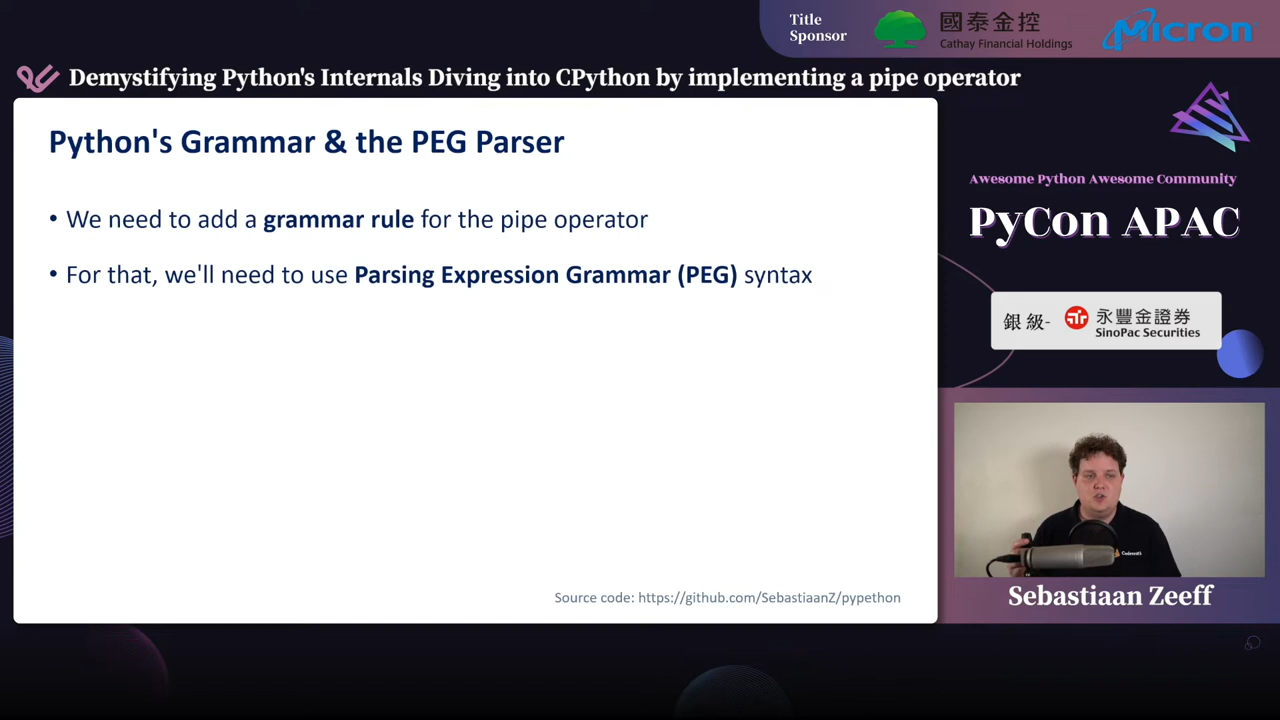 Title
Sponsor
國泰金控
Cathay Financial Holdings
Micron
Demystifying Python's Internals Diving into CPython by implementing a pipe operator
Python's Grammar & the PEG Parser
• We need to add a grammar rule for the pipe operator
• For that, we'll need to use Parsing Expression Grammar (PEG) syntax
Source code: https://github.com/SebastiaanZ/pypethon
Awesome Python Awesome Community
PyCon APAC
銀級-
永豐金證券
SinoPac Securities
Sebastiaan Zeeff